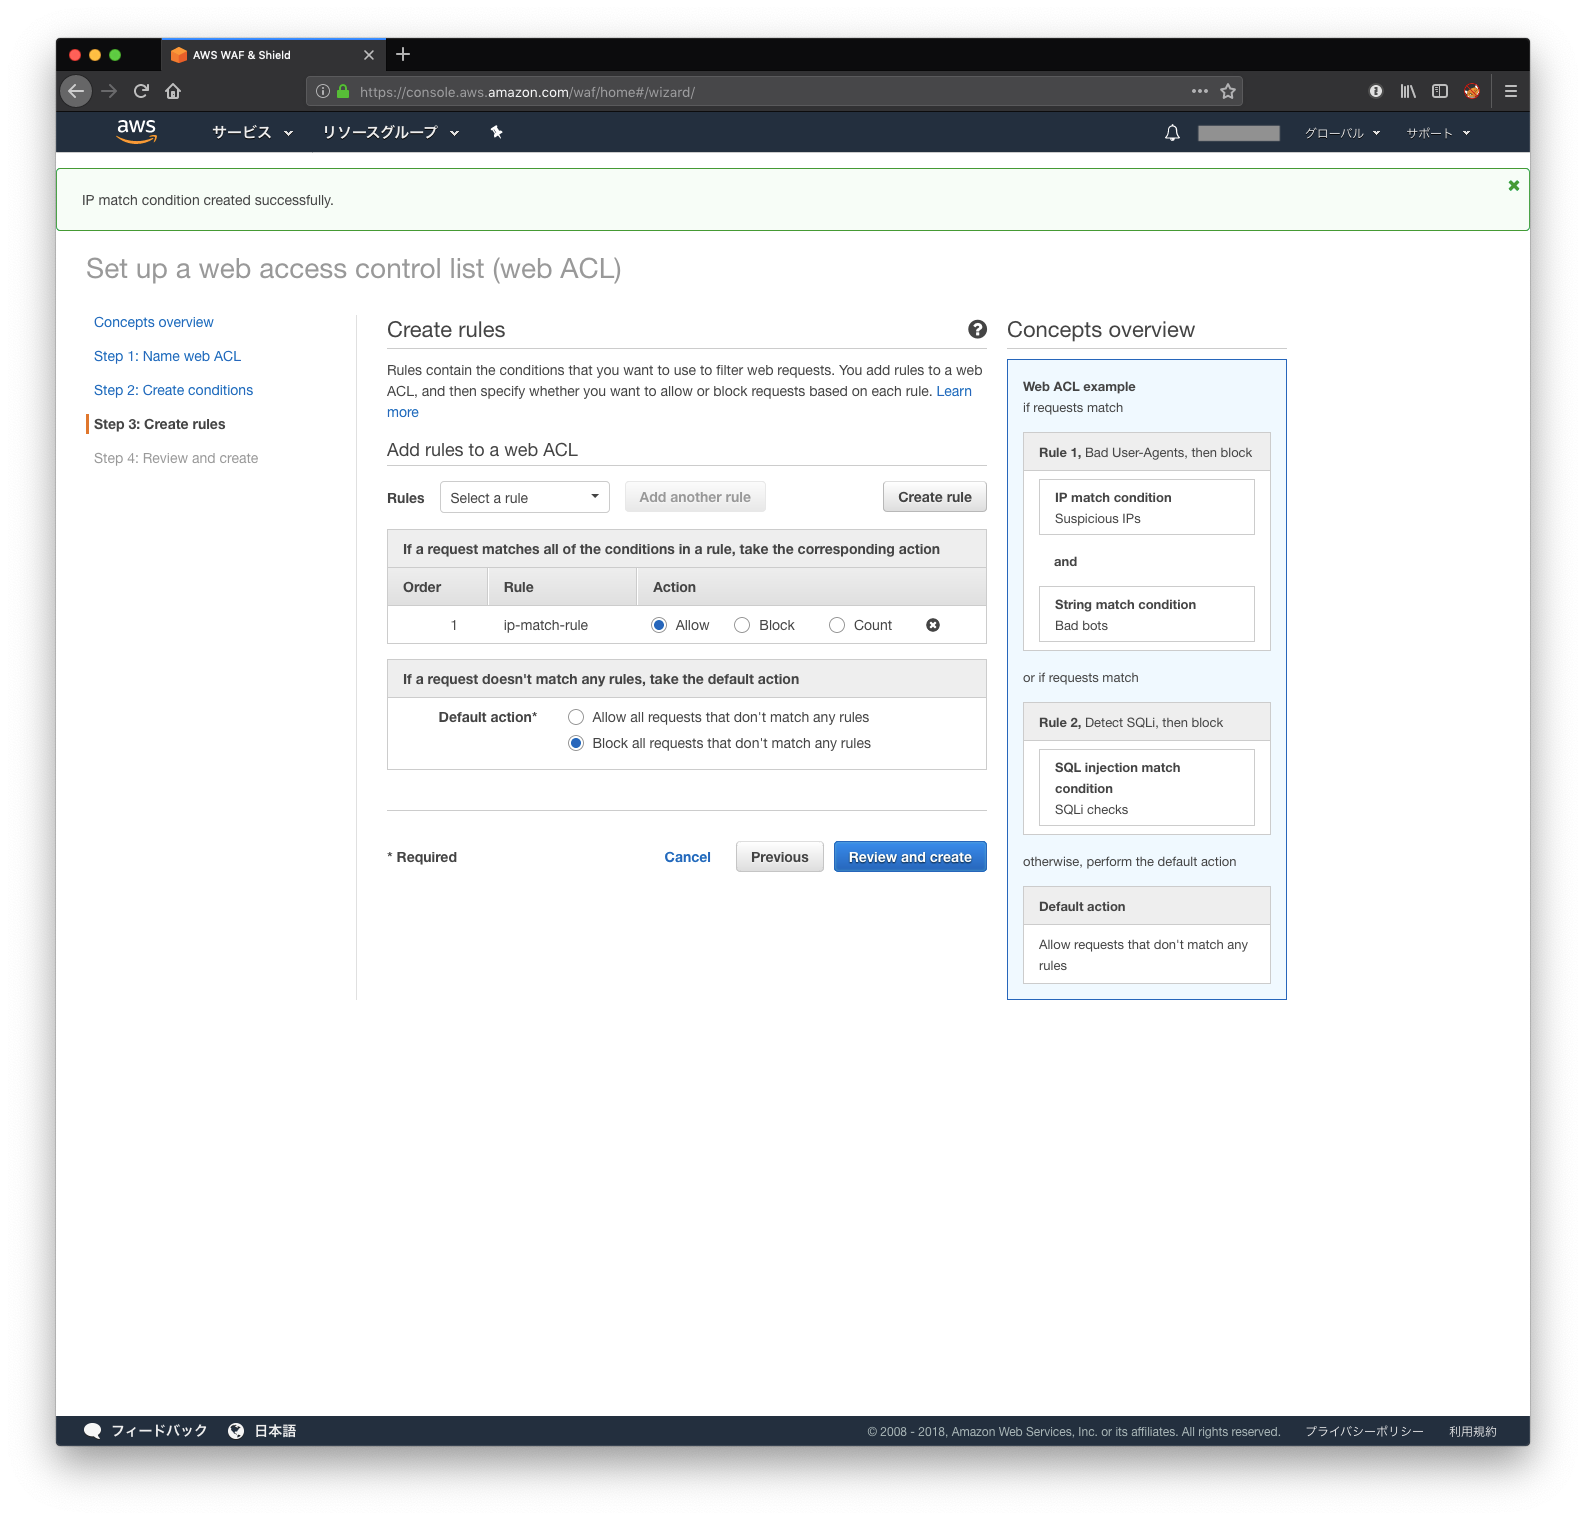 AWS WAF & Shield
https://console.aws.amazon.com/waf/home#/wizard/
aws
サービス
リソースグループ
グローバル
サポート
IP match condition created successfully.
Set up a web access control list (web ACL)
Concepts overview
Step 1: Name web ACL
Step 2: Create conditions
Step 3: Create rules
Step 4: Review and create
Create rules
Rules contain the conditions that you want to use to filter web requests. You add rules to a web
ACL, and then specify whether you want to allow or block requests based on each rule. Learn
more
Add rules to a web ACL
Rules
Select a rule
Add another rule
Create rule
If a request matches all of the conditions in a rule, take the corresponding action
Order Rule Action
1 ip-match-rule Allow Block Count
If a request doesn't match any rules, take the default action
Default action*
Allow all requests that don't match any rules
Block all requests that don't match any rules
* Required
Cancel
Previous
Review and create
Concepts overview
Web ACL example
if requests match
Rule 1, Bad User-Agents, then block
IP match condition
Suspicious IPs
and
String match condition
Bad bots
or if requests match
Rule 2, Detect SQLi, then block
SQL injection match
condition
SQLi checks
otherwise, perform the default action
Default action
Allow requests that don't match any
rules
フィードバック
日本語
© 2008 - 2018, Amazon Web Services, Inc. or its affiliates. All rights reserved.
プライバシーポリシー
利用規約